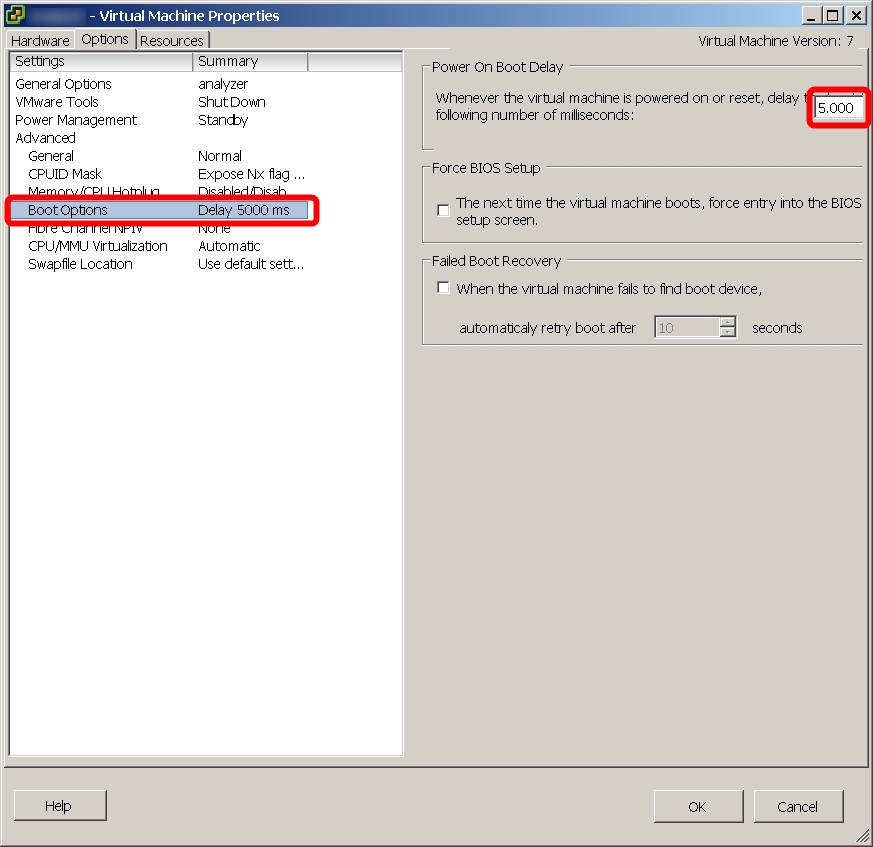 - Virtual Machine Properties
Hardware Options Resources
Virtual Machine Version: 7
Settings Summary
General Options analyzer
VMware Tools Shut Down
Power Management Standby
Advanced
General Normal
CPUID Mask Expose Nx flag ...
Memory/CPU Hotplug Disabled/Disab...
Boot Options Delay 5000 ms
Fibre Channel NPIV None
CPU/MMU Virtualization Automatic
Swapfile Location Use default sett...
Power On Boot Delay
Whenever the virtual machine is powered on or reset, delay
following number of milliseconds:
5.000
Force BIOS Setup
The next time the virtual machine boots, force entry into the BIOS
setup screen.
Failed Boot Recovery
When the virtual machine fails to find boot device,
automaticaly retry boot after 10 seconds
Help
OK
Cancel